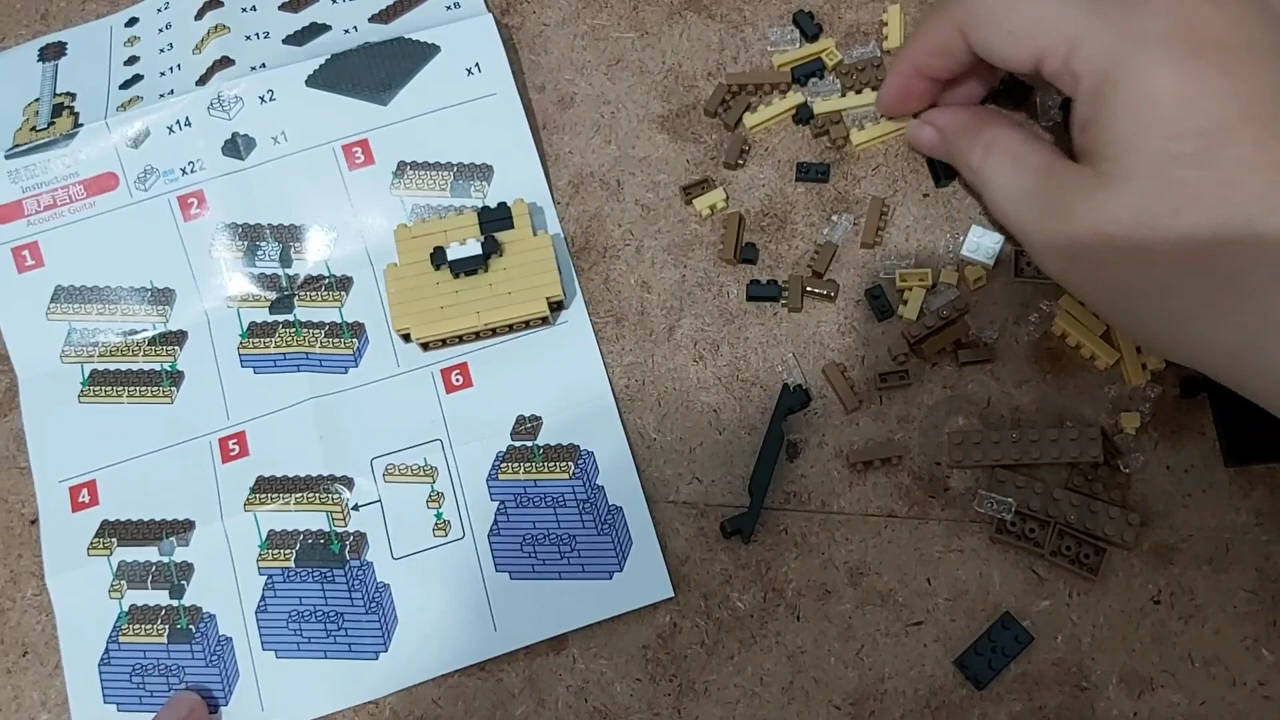 x2
x4
x8
x6
x12
x1
x3
x11
x4
x4
x2
x1
x14
x1
x22
Instructions
原声吉他
Acoustic Guitar
1
2
3
4
5
6